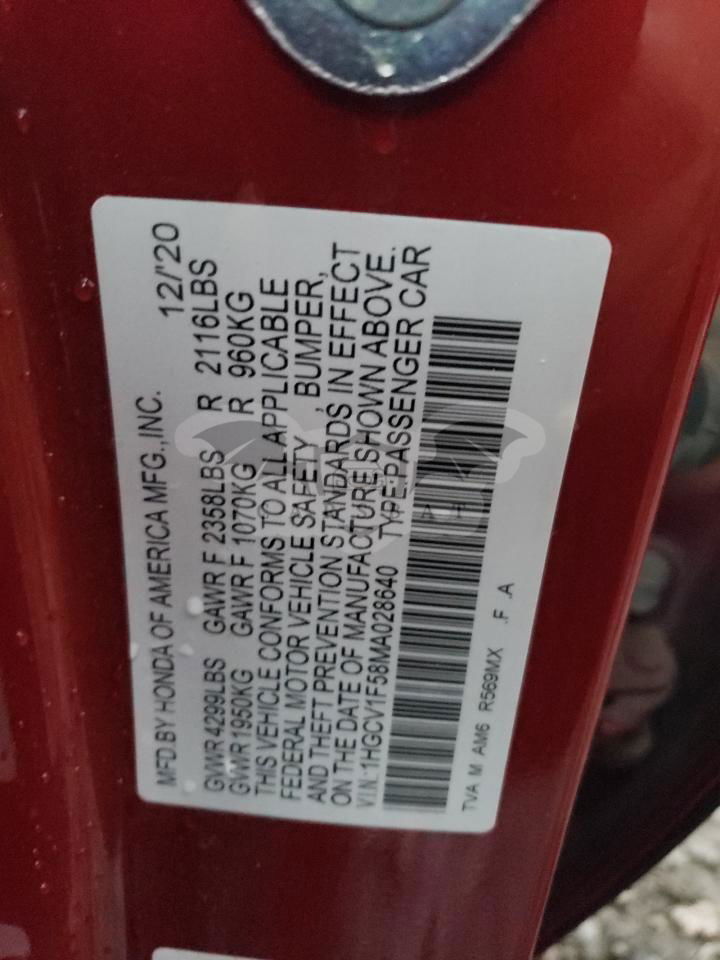 MFD.BY HONDA OF AMERICA MFG.,INC. 12/'20
GVWR 4299LBS GAWR F 2358LBS R 2116LBS
GVWR 1950KG GAWR F 1070KG R 960KG
THIS VEHICLE CONFORMS TO ALL APPLICABLE
FEDERAL MOTOR VEHICLE SAFETY , BUMPER,
AND THEFT PREVENTION STANDARDS IN EFFECT
ON THE DATE OF MANUFACTURE SHOWN ABOVE.
V.I.N.:1HGCV1F58MA028640 TYPE:PASSENGER CAR
TVA M AM6 R569MX .F .A